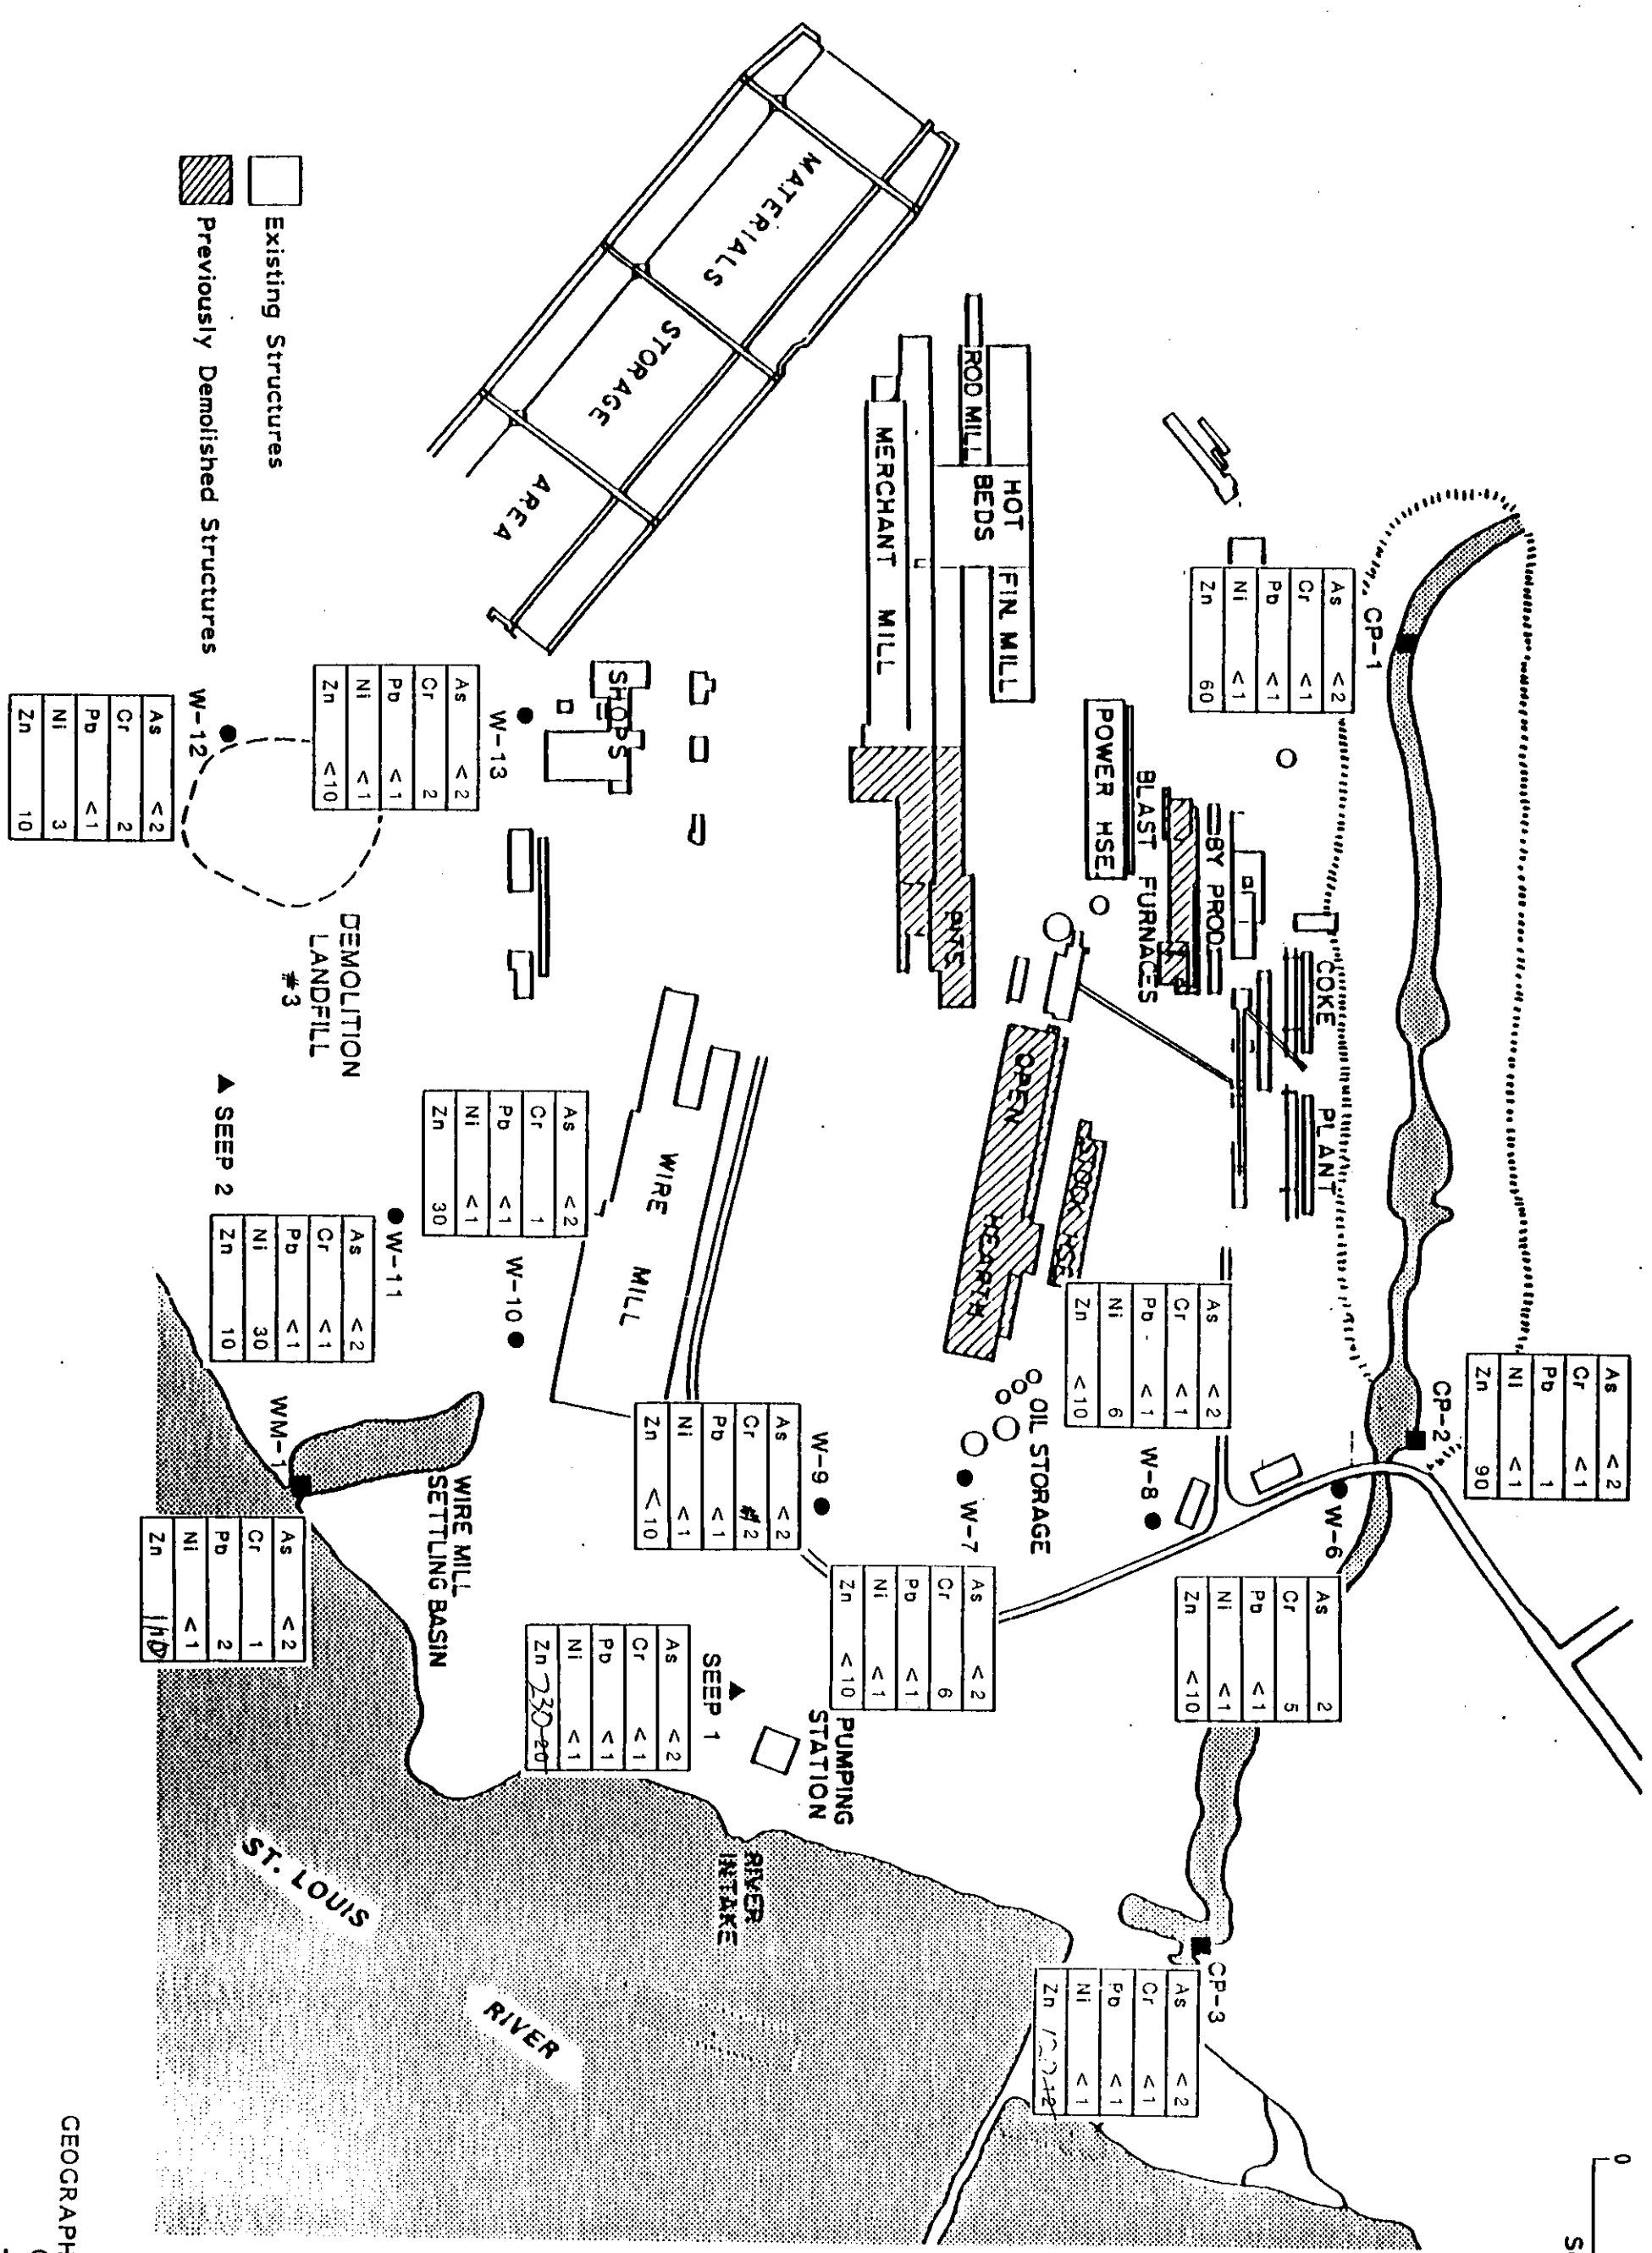 MATERIALS STORAGE AREA
Existing Structures
Previously Demolished Structures
ROD MILL
HOT
BEDS
FIN. MILL
MERCHANT MILL
PITS
POWER HSE
BLAST FURNACES
BY PROD.
COKE PLANT
OPEN HEARTH
STOCK HSE
SHOPS
WIRE MILL
OIL STORAGE
PUMPING
STATION
RIVER
INTAKE
DEMOLITION
LANDFILL
#3
WIRE MILL
SETTLING BASIN
ST. LOUIS
RIVER
CP-1
As <2
Cr <1
Pb <1
Ni <1
Zn 60
CP-2
As <2
Cr <1
Pb 1
Ni <1
Zn 90
W-6
As 2
Cr 5
Pb <1
Ni <1
Zn <10
W-8
As <2
Cr <1
Pb <1
Ni 6
Zn <10
W-7
As <2
Cr 6
Pb <1
Ni <1
Zn <10
W-9
As <2
Cr 2
Pb <1
Ni <1
Zn <10
CP-3
As <2
Cr <1
Pb <1
Ni <1
Zn
SEEP 1
As <2
Cr <1
Pb <1
Ni <1
Zn 230 20
W-10
As <2
Cr 1
Pb <1
Ni <1
Zn 30
W-11
As <2
Cr <1
Pb <1
Ni 30
Zn 10
SEEP 2
WM-1
As <2
Cr 1
Pb 2
Ni <1
Zn
W-13
As <2
Cr 2
Pb <1
Ni <1
Zn <10
W-12
As <2
Cr 2
Pb <1
Ni 3
Zn 10
0
GEOGRAPH